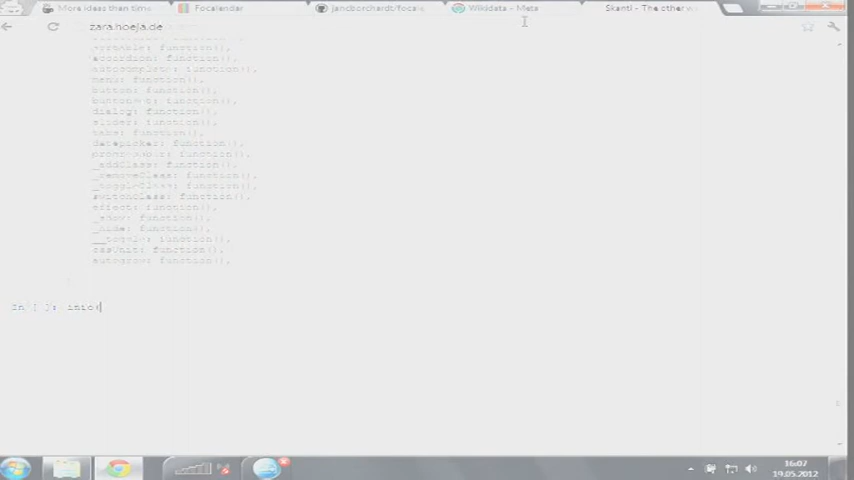 More ideas than time
Focalendar
jancborchardt/focal
Wikidata - Meta
Skanti - The other w
zara.hoeja.de
sortable: function(),
accordion: function(),
autocomplete: function(),
menu: function(),
button: function(),
buttonset: function(),
dialog: function(),
slider: function(),
tabs: function(),
datepicker: function(),
progressbar: function(),
_addClass: function(),
_removeClass: function(),
_toggleClass: function(),
switchClass: function(),
effect: function(),
_show: function(),
_hide: function(),
__toggle: function(),
cssUnit: function(),
autogrow: function(),
In [ ]:
16:07
19.05.2012